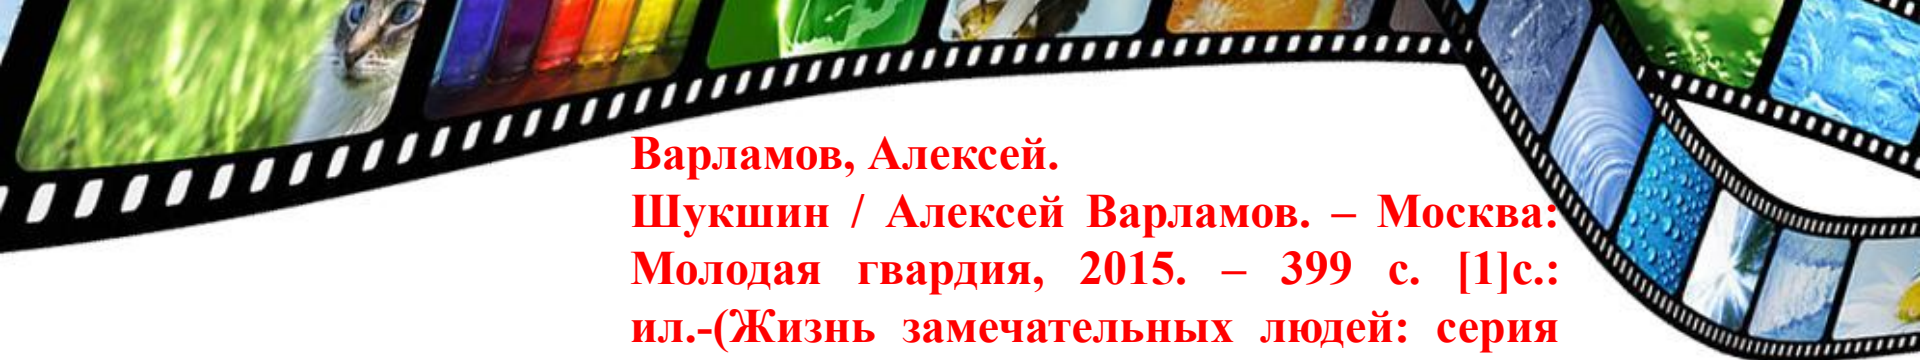 Варламов, Алексей.
Шукшин / Алексей Варламов. – Москва:
Молодая гвардия, 2015. – 399 с. [1]с.:
ил.-(Жизнь замечательных людей: серия